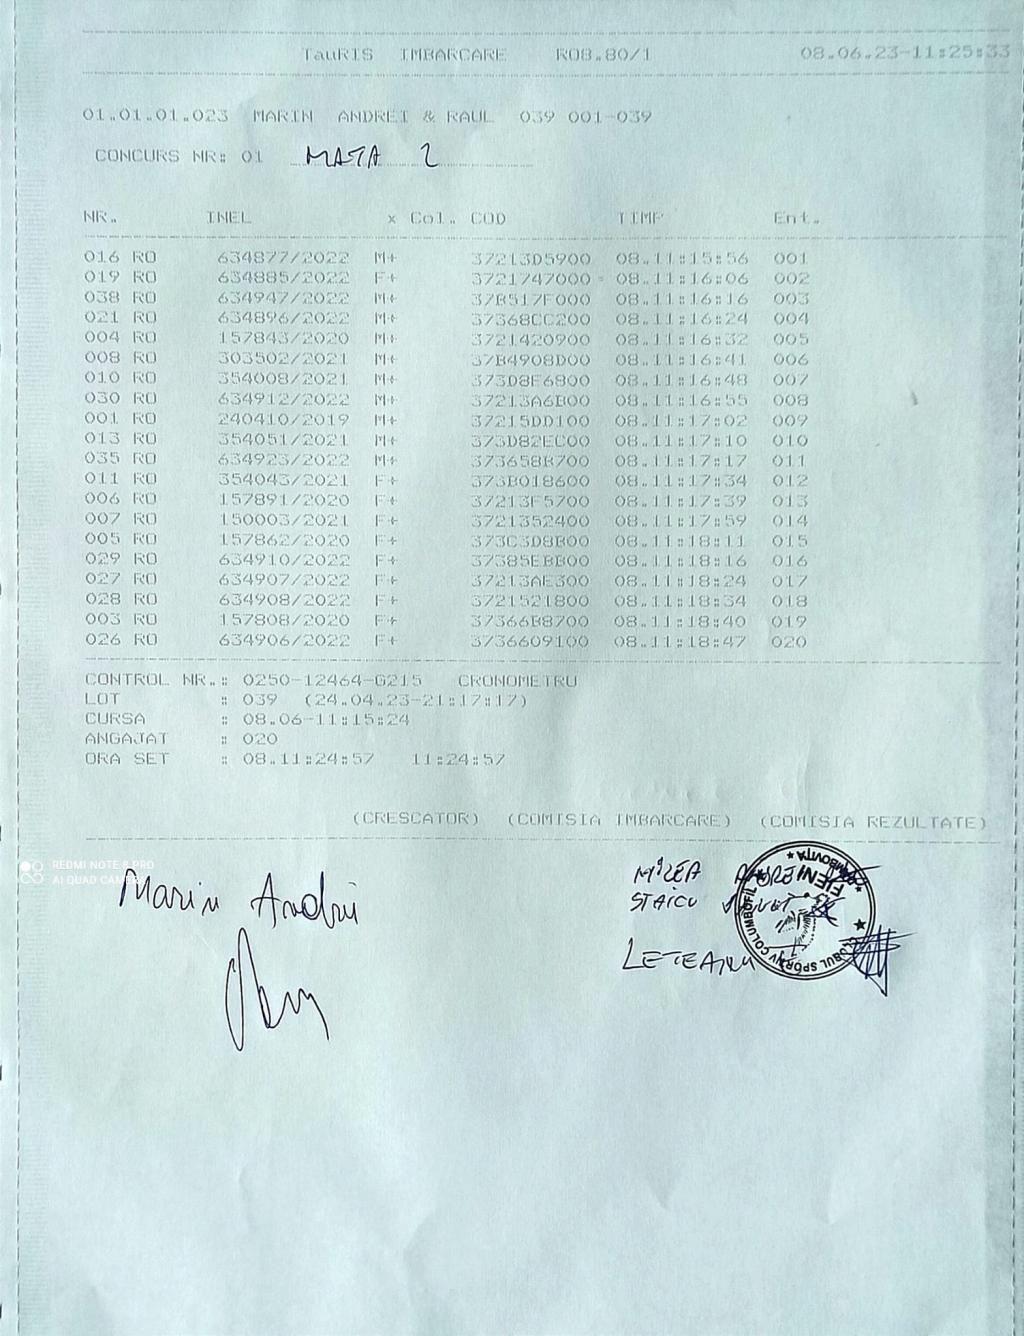 TauRIS IMBARCARE RO8.80/1 08.06.23-11:25:33
01.01.01.023 MARIN ANDREI & RAUL 039 001-039
CONCURS NR: 01 MATA 2
NR. INEL x Col. COD TIMP Ent.
016 RO 634877/2022 M+ 37213D5900 08.11:15:56 001
019 RO 634885/2022 F+ 3721747000 08.11:16:06 002
038 RO 634947/2022 M+ 37B517F000 08.11:16:16 003
021 RO 634896/2022 M+ 37368CC200 08.11:16:24 004
004 RO 157843/2020 M+ 3721420900 08.11:16:32 005
008 RO 303502/2021 M+ 37B4908D00 08.11:16:41 006
010 RO 354008/2021 M+ 373D8F6800 08.11:16:48 007
030 RO 634912/2022 M+ 37213A6B00 08.11:16:55 008
001 RO 240410/2019 M+ 37215DD100 08.11:17:02 009
013 RO 354051/2021 M+ 373D82EC00 08.11:17:10 010
035 RO 634923/2022 M+ 373658B700 08.11:17:17 011
011 RO 354043/2021 F+ 373B018600 08.11:17:34 012
006 RO 157891/2020 F+ 37213F5700 08.11:17:39 013
007 RO 150003/2021 F+ 3721352400 08.11:17:59 014
005 RO 157862/2020 F+ 373C3D8B00 08.11:18:11 015
029 RO 634910/2022 F+ 37385EBB00 08.11:18:16 016
027 RO 634907/2022 F+ 37213AE300 08.11:18:24 017
028 RO 634908/2022 F+ 3721521800 08.11:18:34 018
003 RO 157808/2020 F+ 37366B8700 08.11:18:40 019
026 RO 634906/2022 F+ 3736609100 08.11:18:47 020
CONTROL NR.: 0250-12464-G215 CRONOMETRU
LOT : 039 (24.04.23-21:17:17)
CURSA : 08.06-11:15:24
ANGAJAT : 020
ORA SET : 08.11:24:57 11:24:57
(CRESCATOR) (COMISIA IMBARCARE) (COMISIA REZULTATE)
REDMI NOTE 8 PRO
AI QUAD CAMERA
Marin Andrei
MIREA
STAICU
CLUBUL SPORTIV COLUMBOFIL
FIENI
DÂMBOVIȚA